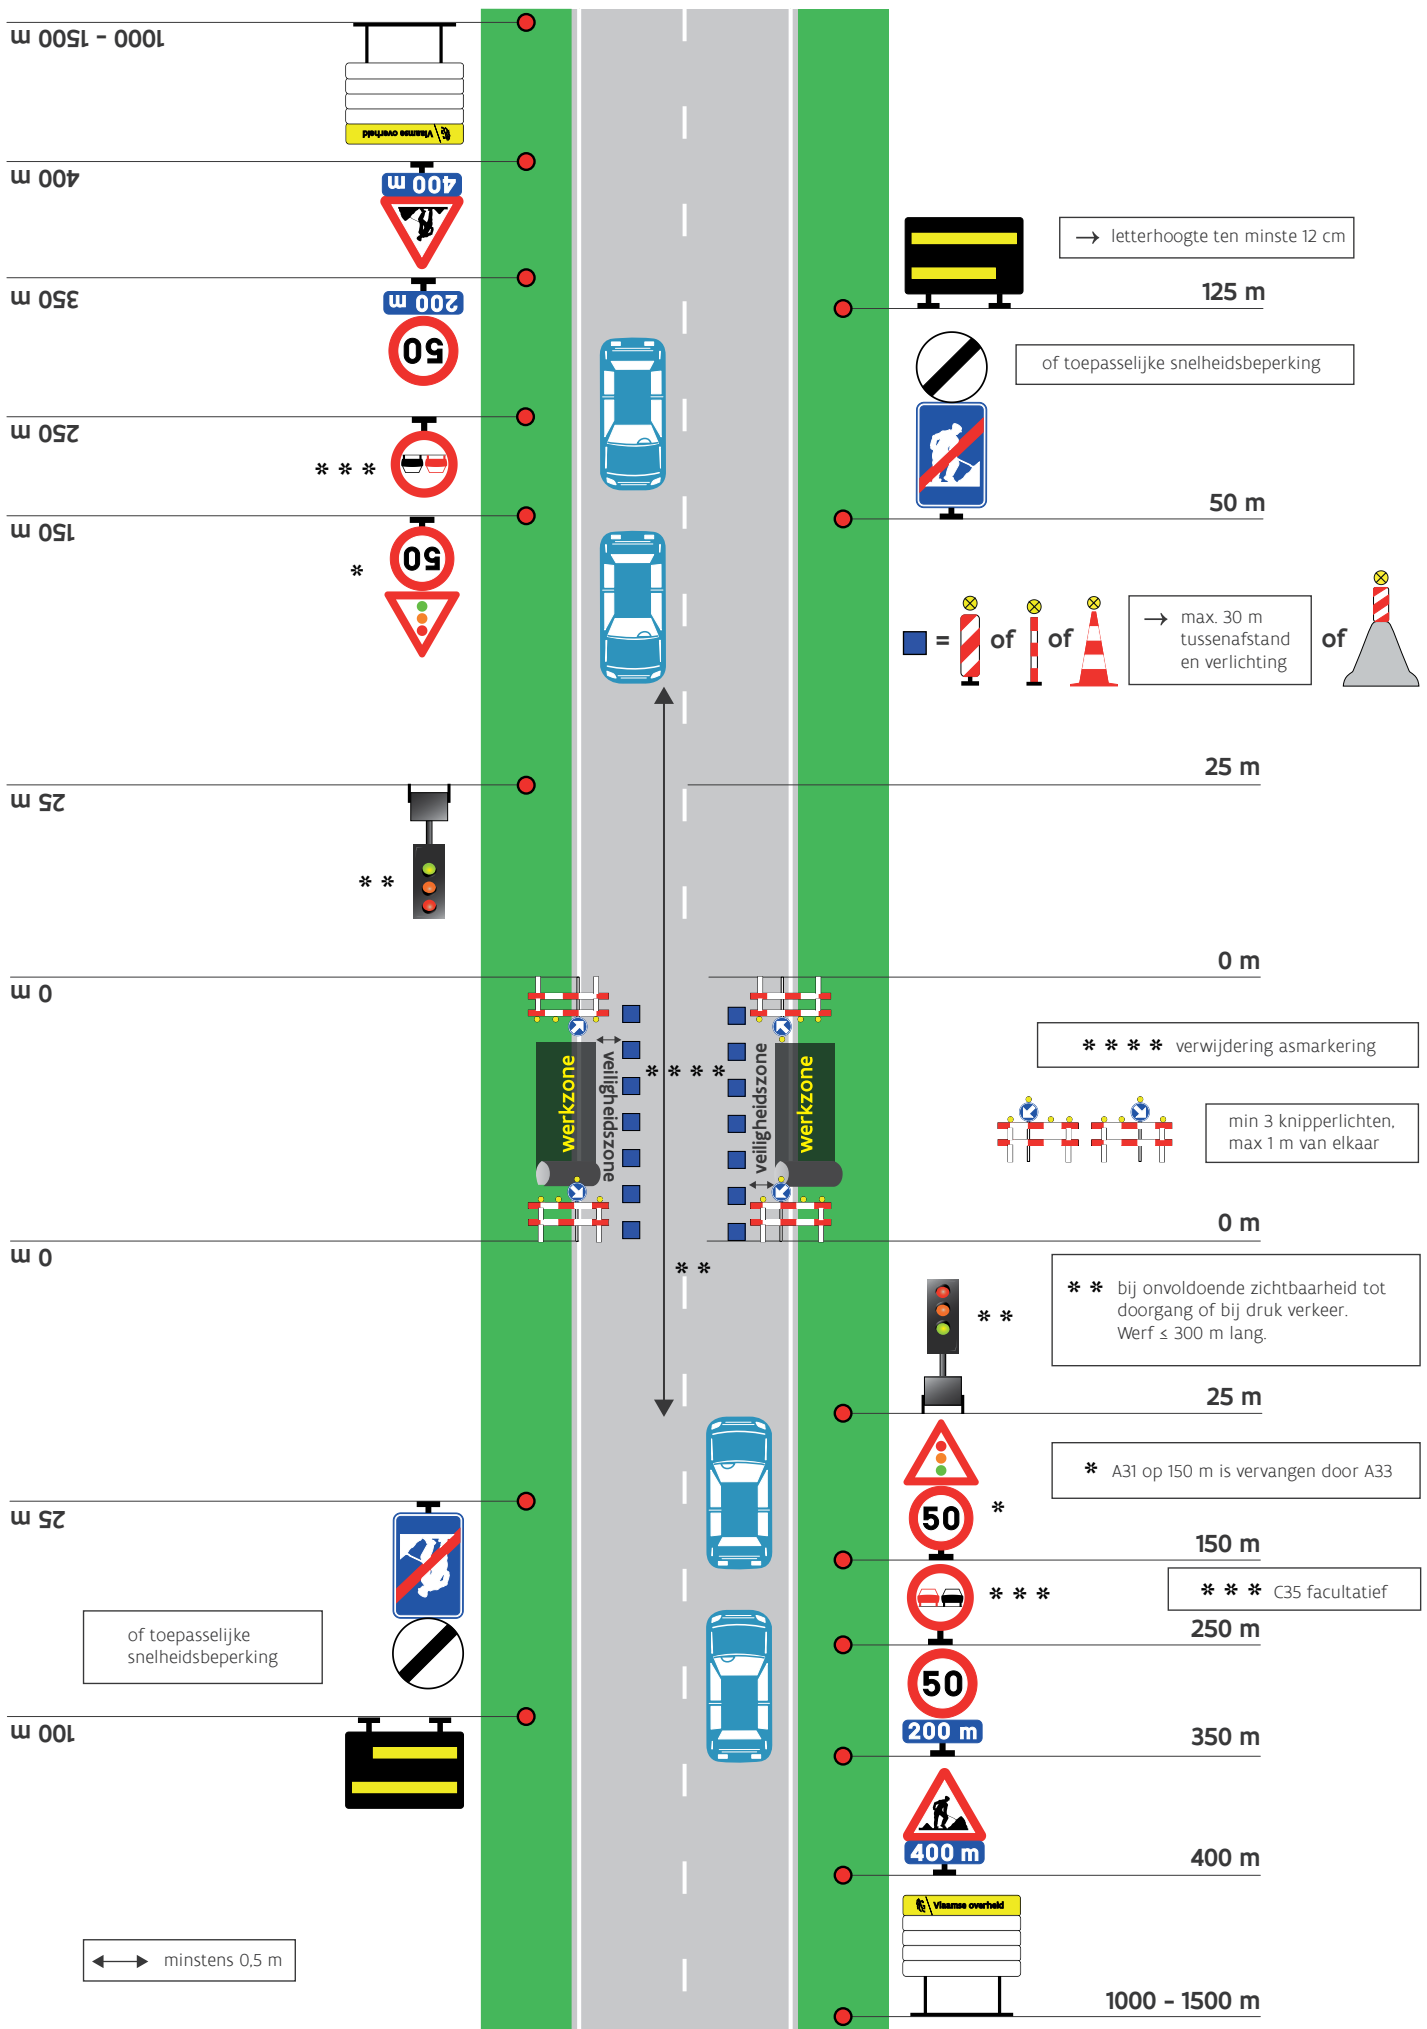 1000 - 1500 m
Vlaamse overheid
400 m
400 m
350 m
200 m
50
250 m
* * *
150 m
50
*
25 m
* *
0 m
→ letterhoogte ten minste 12 cm
125 m
of toepasselijke snelheidsbeperking
50 m
= of of
→ max. 30 m
tussenafstand
en verlichting
of
25 m
0 m
werkzone
veiligheidszone
* * * *
veiligheidszone
werkzone
* * * * verwijdering asmarkering
min 3 knipperlichten,
max 1 m van elkaar
0 m
0 m
* *
* *
* * bij onvoldoende zichtbaarheid tot
doorgang of bij druk verkeer.
Werf ≤ 300 m lang.
25 m
* A31 op 150 m is vervangen door A33
50
*
150 m
* * *
* * * C35 facultatief
250 m
50
200 m
350 m
400 m
400 m
Vlaamse overheid
1000 - 1500 m
25 m
of toepasselijke
snelheidsbeperking
100 m
minstens 0,5 m